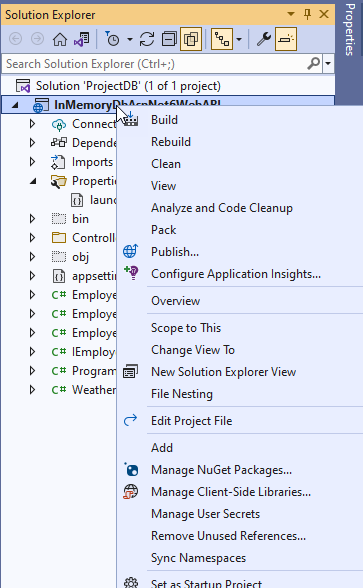 Solution Explorer
Properties
Search Solution Explorer (Ctrl+;)
Solution 'ProjectDB' (1 of 1 project)
InMemoryDbAspNet6WebAPI
Connect
Depende
Imports
Propertie
laun
bin
Controlle
obj
appsettin
C# Employe
C# Employe
C# Employe
C# IEmploye
C# Program
C# Weather
Build
Rebuild
Clean
View
Analyze and Code Cleanup
Pack
Publish...
Configure Application Insights...
Overview
Scope to This
Change View To
New Solution Explorer View
File Nesting
Edit Project File
Add
Manage NuGet Packages...
Manage Client-Side Libraries...
Manage User Secrets
Remove Unused References...
Sync Namespaces
Set as Startup Project